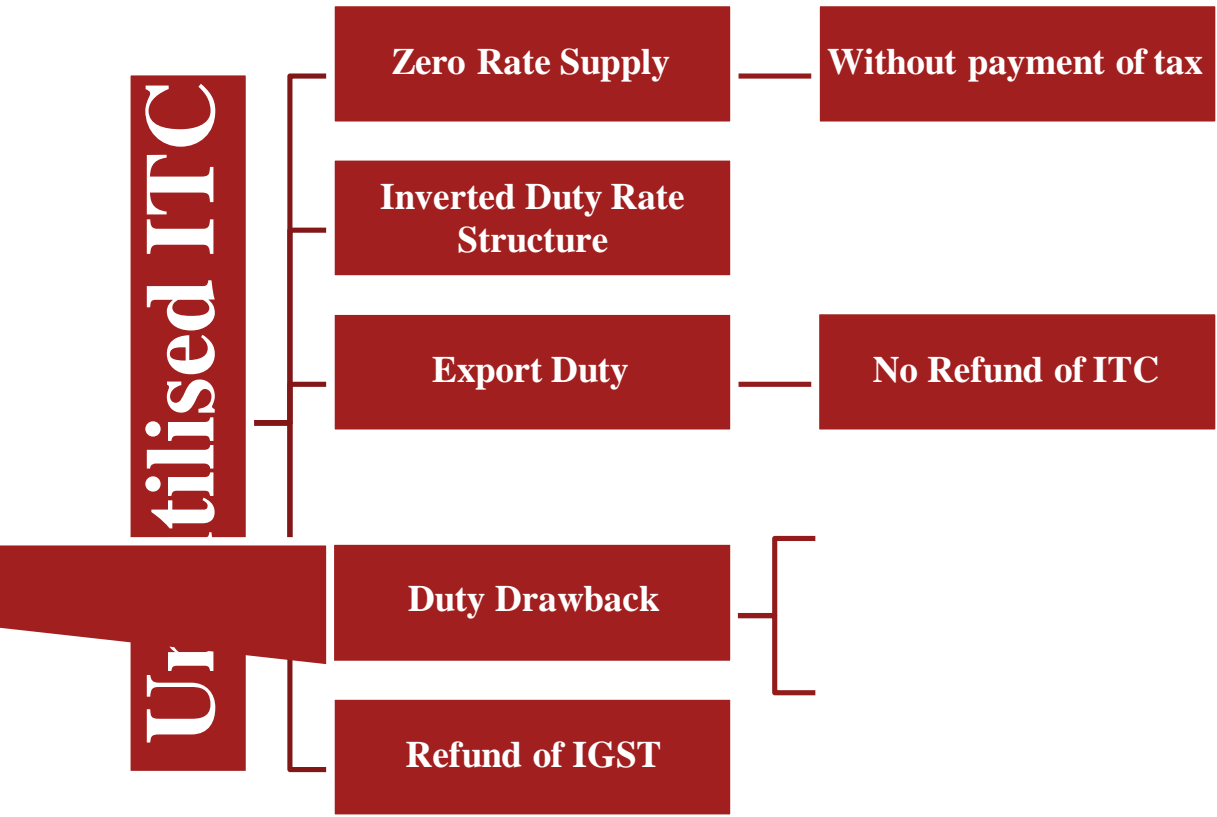 Zero Rate Supply
Without payment of tax
Inverted Duty Rate
Structure
Export Duty
No Refund of ITC
Duty Drawback
Refund of IGST
ITC